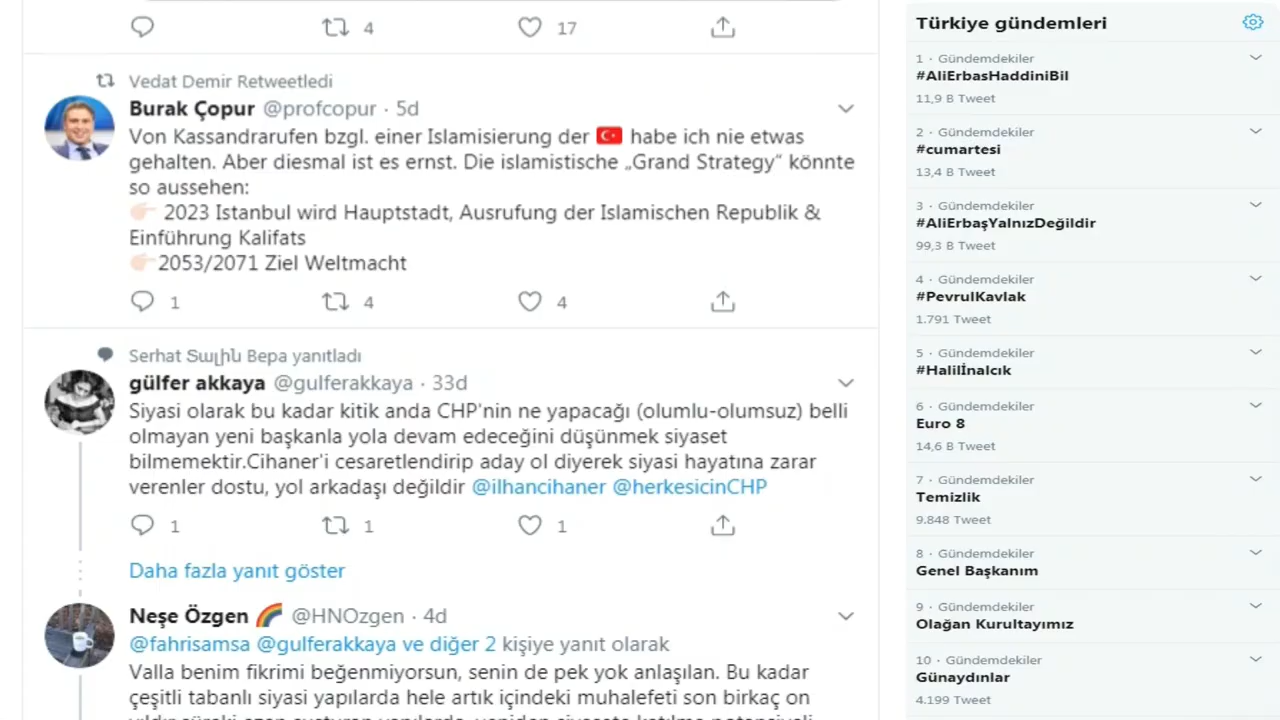 4 17
Vedat Demir Retweetledi
Burak Çopur @profcopur · 5d
Von Kassandrarufen bzgl. einer Islamisierung der 🇹🇷 habe ich nie etwas
gehalten. Aber diesmal ist es ernst. Die islamistische „Grand Strategy“ könnte
so aussehen:
👉🏻 2023 Istanbul wird Hauptstadt, Ausrufung der Islamischen Republik &
Einführung Kalifats
👉🏻2053/2071 Ziel Weltmacht
1 4 4
Serhat Տալին Вера yanıtladı
gülfer akkaya @gulferakkaya · 33d
Siyasi olarak bu kadar kitik anda CHP'nin ne yapacağı (olumlu-olumsuz) belli
olmayan yeni başkanla yola devam edeceğini düşünmek siyaset
bilmemektir.Cihaner'i cesaretlendirip aday ol diyerek siyasi hayatına zarar
verenler dostu, yol arkadaşı değildir @ilhancihaner @herkesicinCHP
1 1 1
Daha fazla yanıt göster
Neşe Özgen 🌈 @HNOzgen · 4d
@fahrisamsa @gulferakkaya ve diğer 2 kişiye yanıt olarak
Valla benim fikrimi beğenmiyorsun, senin de pek yok anlaşılan. Bu kadar
çeşitli tabanlı siyasi yapılarda hele artık içindeki muhalefeti son birkaç on
Türkiye gündemleri
1 · Gündemdekiler
#AliErbasHaddiniBil
11,9 B Tweet
2 · Gündemdekiler
#cumartesi
13,4 B Tweet
3 · Gündemdekiler
#AliErbaşYalnızDeğildir
99,3 B Tweet
4 · Gündemdekiler
#PevrulKavlak
1.791 Tweet
5 · Gündemdekiler
#Halilİnalcık
6 · Gündemdekiler
Euro 8
14,6 B Tweet
7 · Gündemdekiler
Temizlik
9.848 Tweet
8 · Gündemdekiler
Genel Başkanım
9 · Gündemdekiler
Olağan Kurultayımız
10 · Gündemdekiler
Günaydınlar
4.199 Tweet